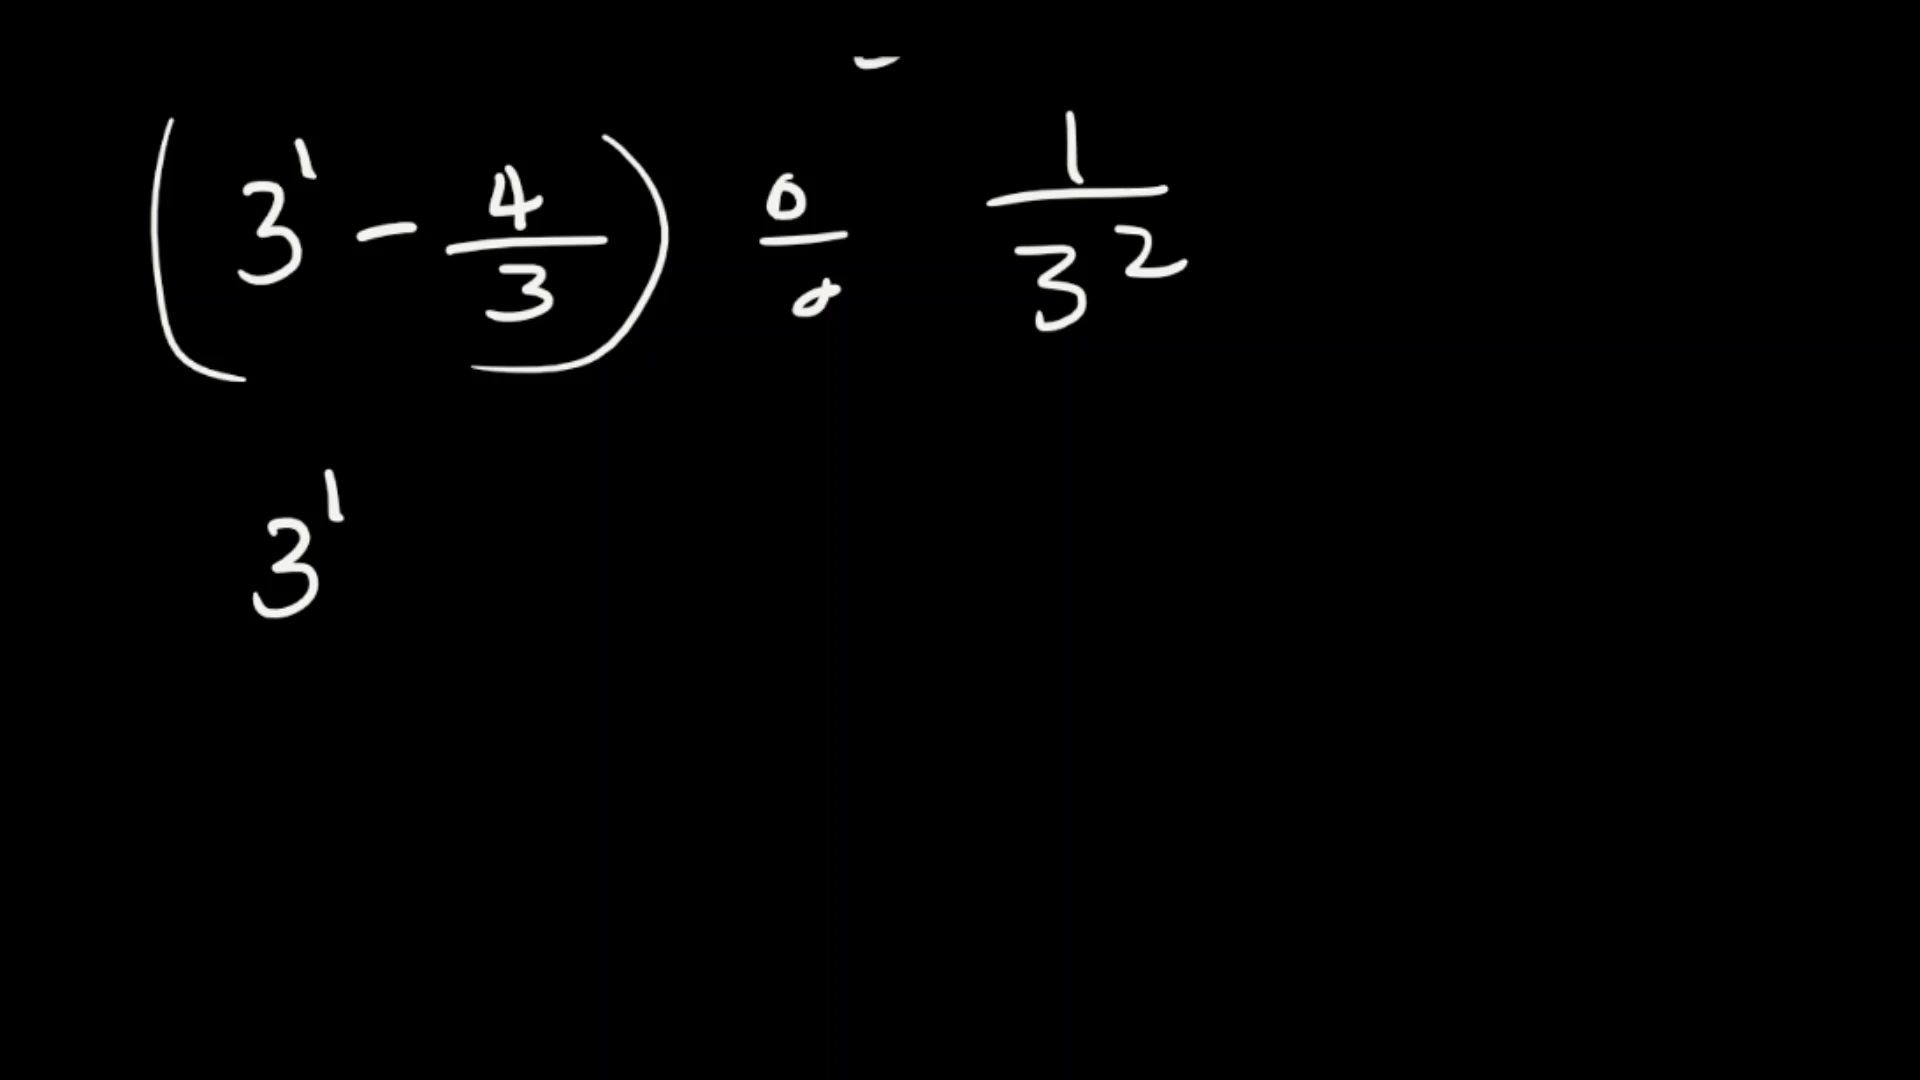 (3¹ - 4/3) ÷ 1/3²
3¹